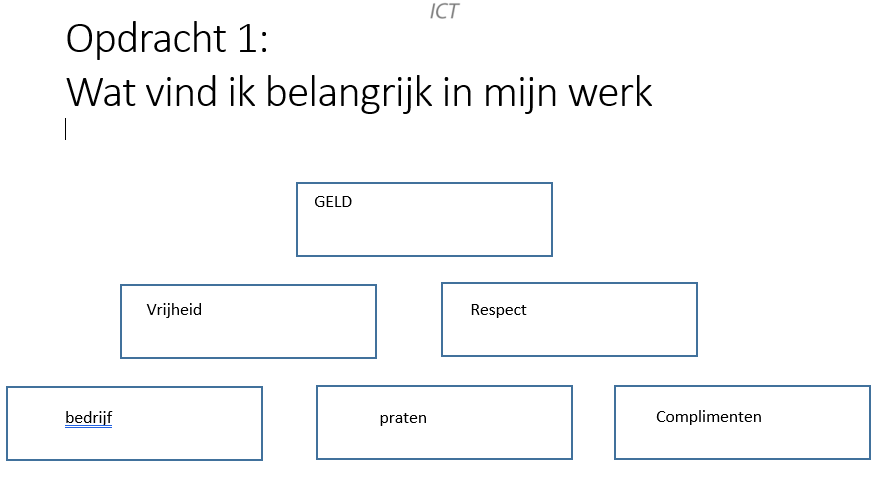 ICT
Opdracht 1:
Wat vind ik belangrijk in mijn werk
GELD
Vrijheid
Respect
bedrijf
praten
Complimenten